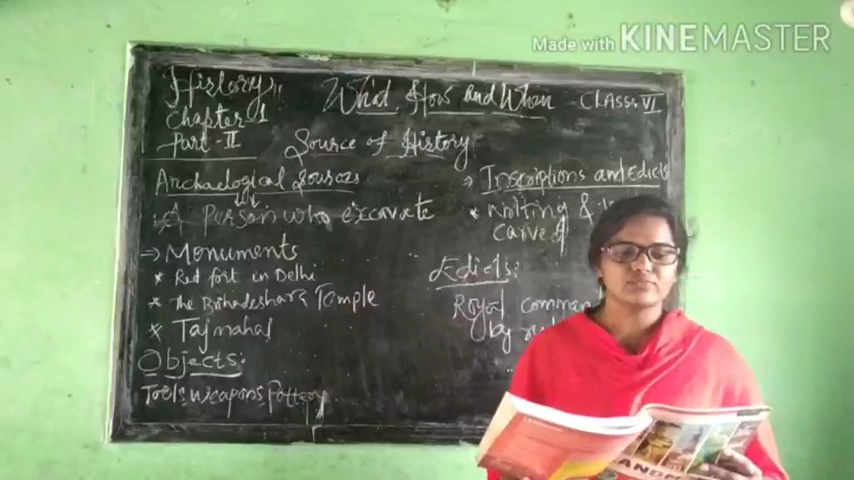 Made with KINEMASTER
History
Chapter 1
Part - II
What, How and When
Class VI
Source of History
Archaelogical Sources
A Person who excavate
→ Monuments
* Red fort in Delhi
* The Brihadeshara Temple
* Tajmahal
Objects:
Tools weapons Pottery
→ Inscriptions and Edicts
* writing &
carved
Edicts:
Royal
by